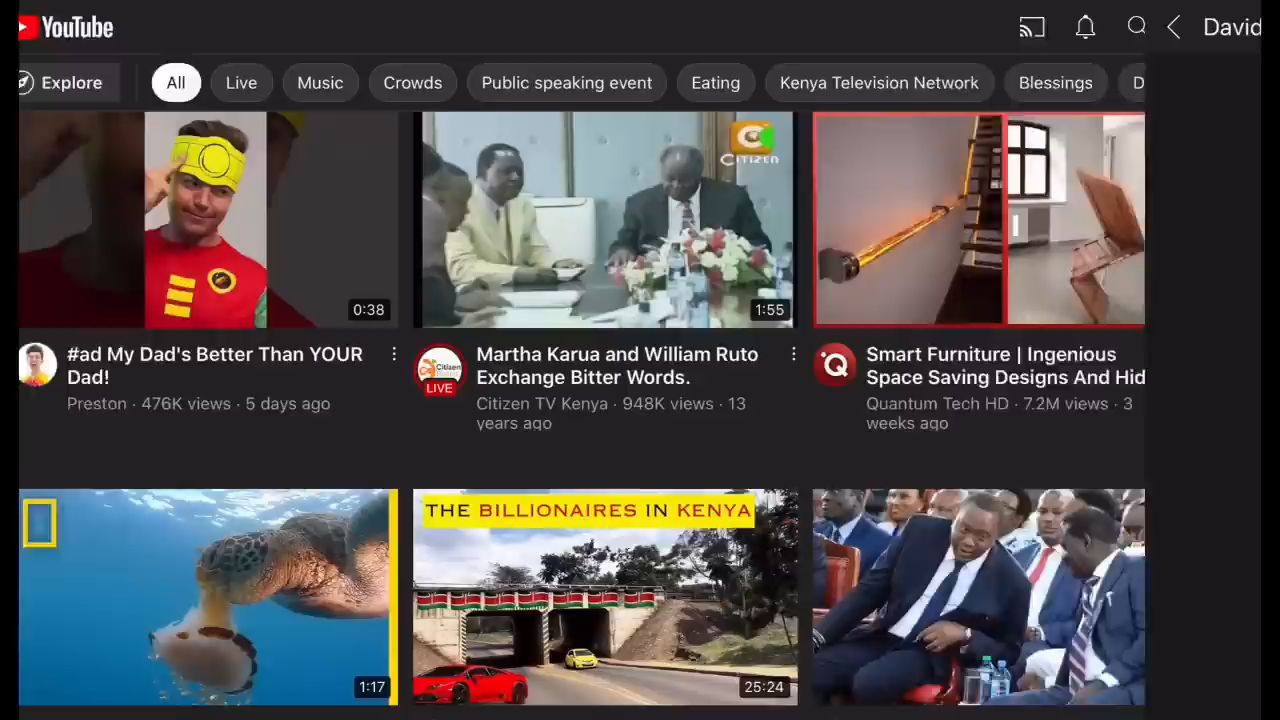 YouTube
David
Explore
All
Live
Music
Crowds
Public speaking event
Eating
Kenya Television Network
Blessings
D
CITIZEN
0:38
1:55
#ad My Dad's Better Than YOUR
Dad!
Preston · 476K views · 5 days ago
Citizen
LIVE
Martha Karua and William Ruto
Exchange Bitter Words.
Citizen TV Kenya · 948K views · 13
years ago
Q
Smart Furniture | Ingenious
Space Saving Designs And Hid
Quantum Tech HD · 7.2M views · 3
weeks ago
THE BILLIONAIRES IN KENYA
1:17
25:24